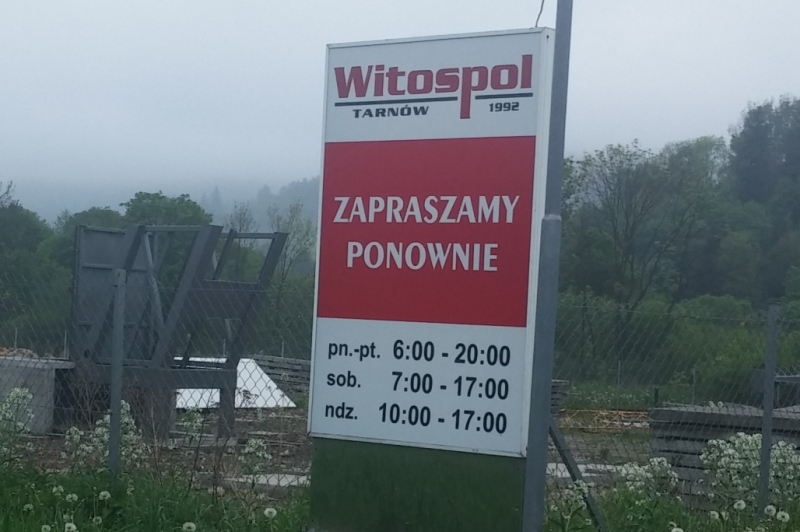 Witospol
TARNÓW 1992
ZAPRASZAMY
PONOWNIE
pn.-pt. 6:00 - 20:00
sob. 7:00 - 17:00
ndz. 10:00 - 17:00